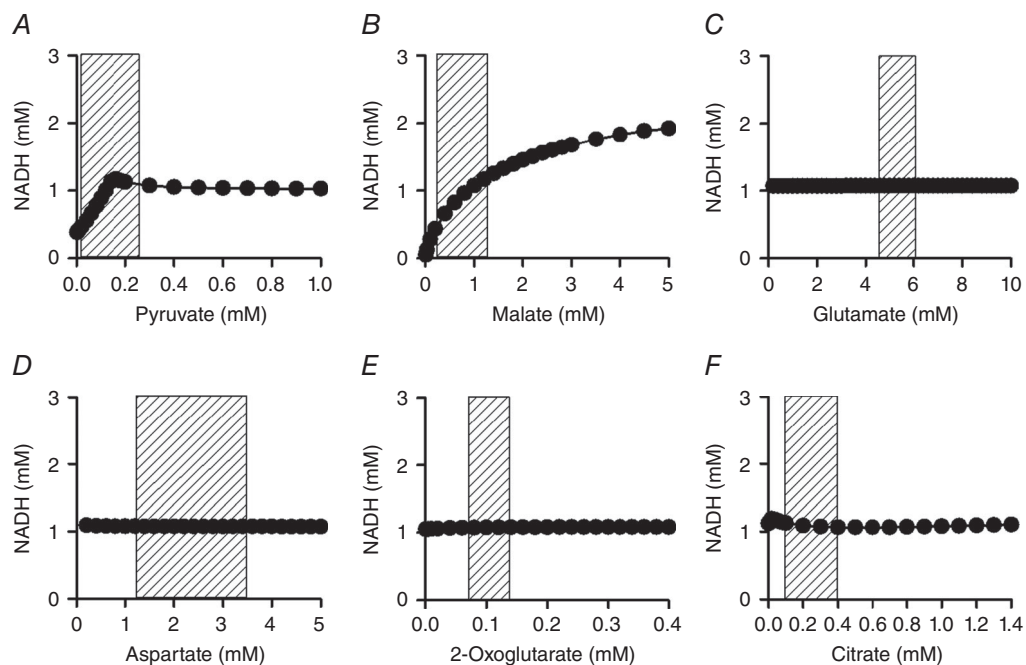 A
NADH (mM)
3
2
1
0
0.0 0.2 0.4 0.6 0.8 1.0
Pyruvate (mM)
B
NADH (mM)
3
2
1
0
0 1 2 3 4 5
Malate (mM)
C
NADH (mM)
3
2
1
0
0 2 4 6 8 10
Glutamate (mM)
D
NADH (mM)
3
2
1
0
0 1 2 3 4 5
Aspartate (mM)
E
NADH (mM)
3
2
1
0
0.0 0.1 0.2 0.3 0.4
2-Oxoglutarate (mM)
F
NADH (mM)
3
2
1
0
0.0 0.2 0.4 0.6 0.8 1.0 1.2 1.4
Citrate (mM)